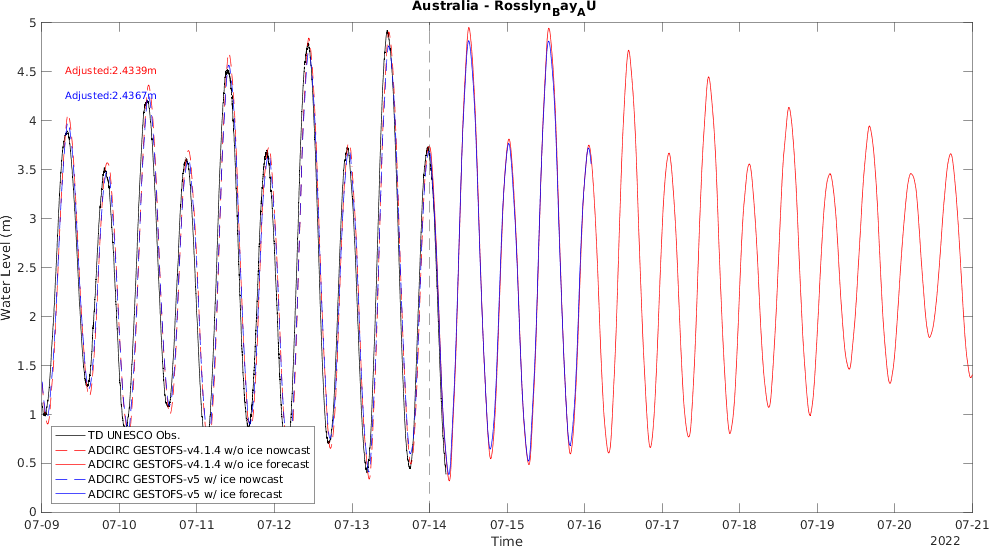 Australia - Rosslyn_Bay_AU
Water Level (m)
5
4.5
4
3.5
3
2.5
2
1.5
1
0.5
0
Adjusted:2.4339m
Adjusted:2.4367m
TD UNESCO Obs.
ADCIRC GESTOFS-v4.1.4 w/o ice nowcast
ADCIRC GESTOFS-v4.1.4 w/o ice forecast
ADCIRC GESTOFS-v5 w/ ice nowcast
ADCIRC GESTOFS-v5 w/ ice forecast
07-09 07-10 07-11 07-12 07-13 07-14 07-15 07-16 07-17 07-18 07-19 07-20 07-21
Time
2022